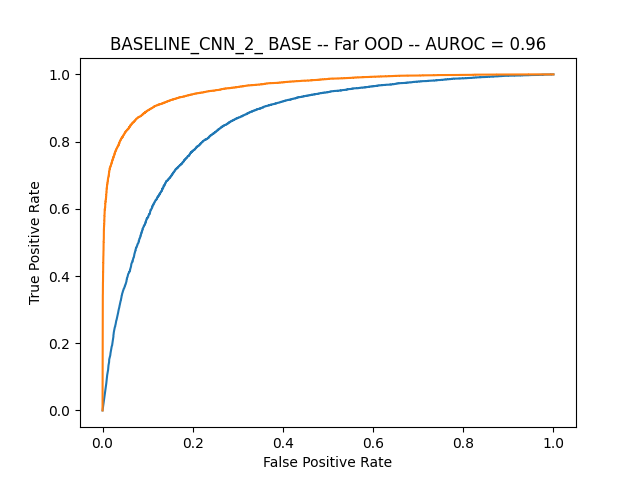 BASELINE_CNN_2_ BASE -- Far OOD -- AUROC = 0.96
1.0
0.8
0.6
0.4
0.2
0.0
True Positive Rate
0.0 0.2 0.4 0.6 0.8 1.0
False Positive Rate